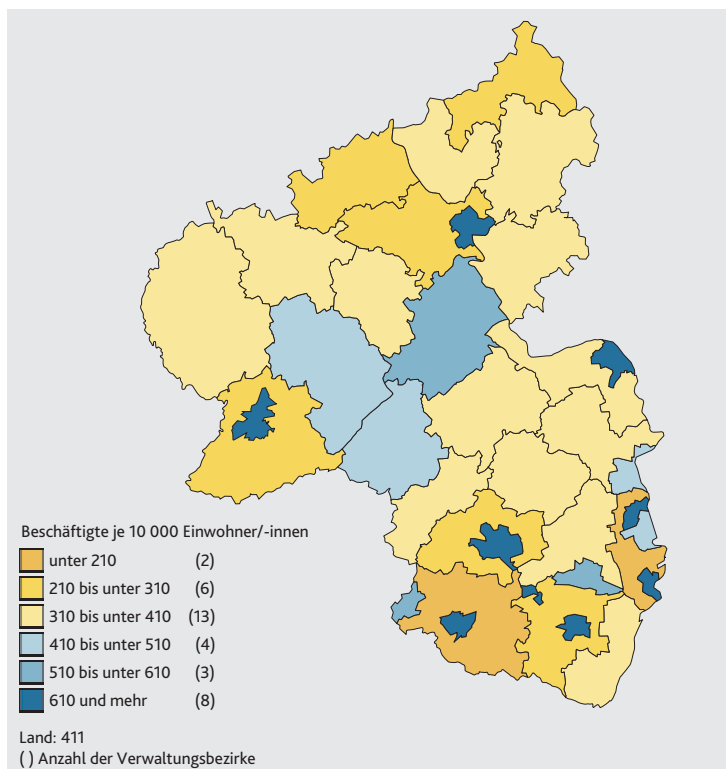 Beschäftigte je 10 000 Einwohner/-innen
unter 210 (2)
210 bis unter 310 (6)
310 bis unter 410 (13)
410 bis unter 510 (4)
510 bis unter 610 (3)
610 und mehr (8)
Land: 411
( ) Anzahl der Verwaltungsbezirke